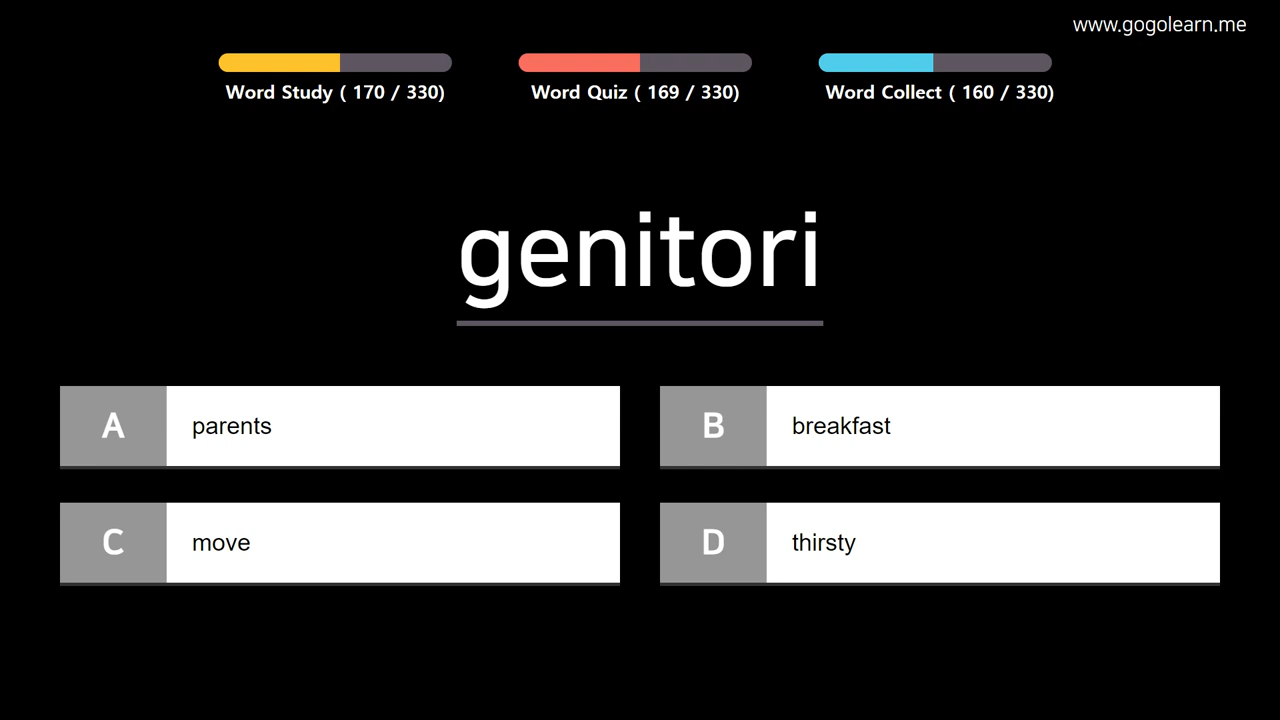 www.gogolearn.me
Word Study ( 170 / 330)
Word Quiz ( 169 / 330)
Word Collect ( 160 / 330)
genitori
A parents
B breakfast
C move
D thirsty